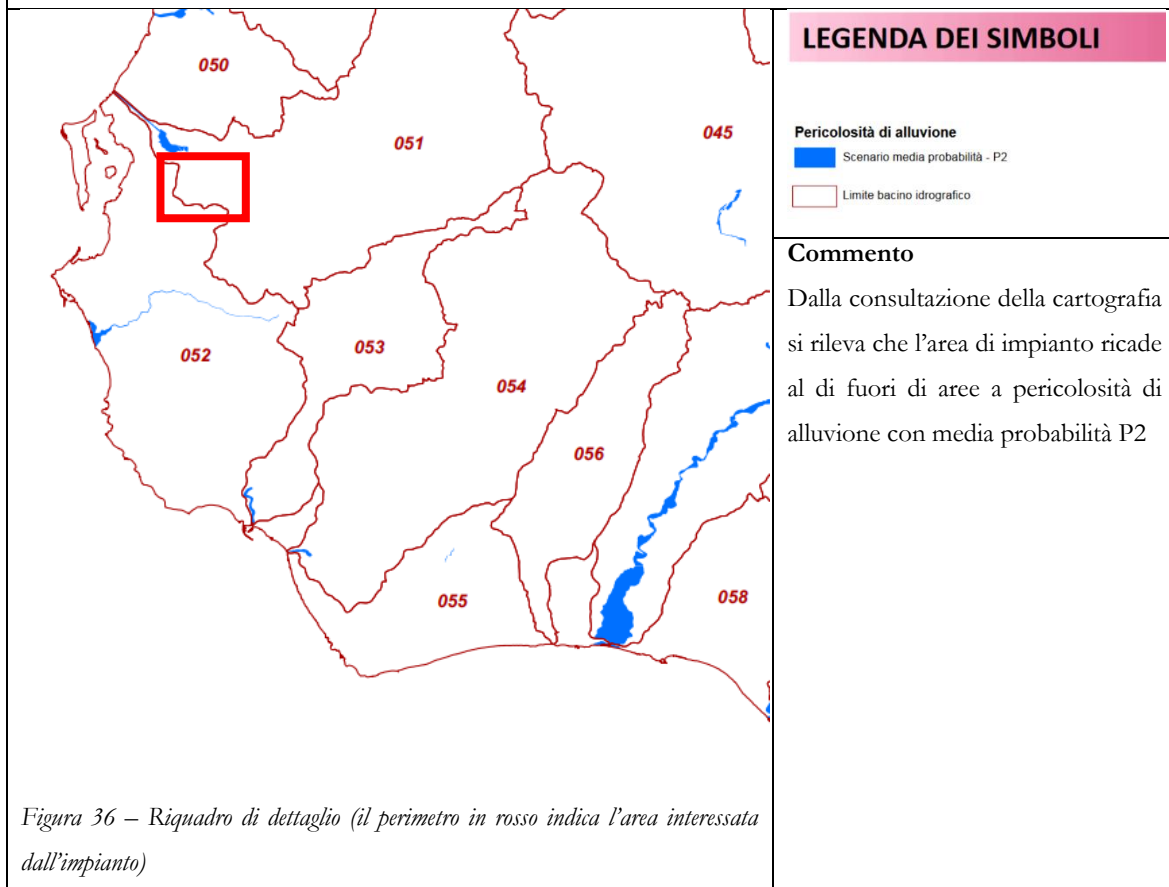 050
051
045
052
053
054
056
055
058
Figura 36 – Riquadro di dettaglio (il perimetro in rosso indica l'area interessata
dall'impianto)
LEGENDA DEI SIMBOLI
Pericolosità di alluvione
Scenario media probabilità - P2
Limite bacino idrografico
Commento
Dalla consultazione della cartografia
si rileva che l'area di impianto ricade
al di fuori di aree a pericolosità di
alluvione con media probabilità P2